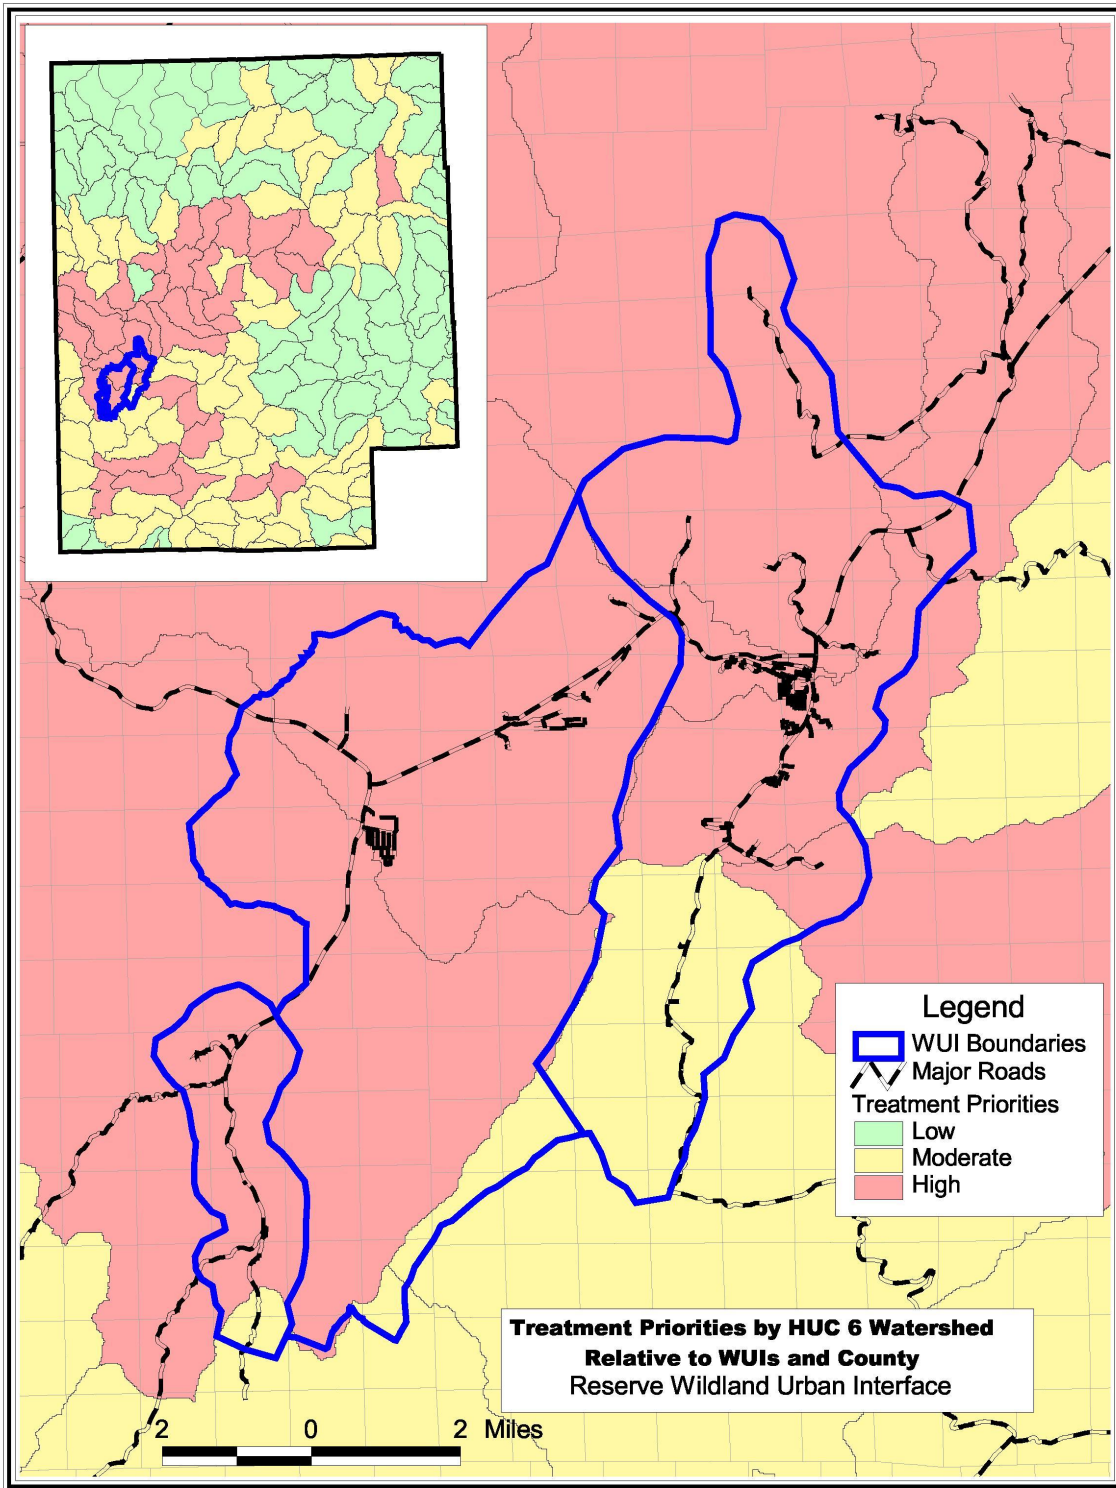 Legend
WUI Boundaries
Major Roads
Treatment Priorities
Low
Moderate
High
Treatment Priorities by HUC 6 Watershed
Relative to WUIs and County
Reserve Wildland Urban Interface
2 0 2 Miles